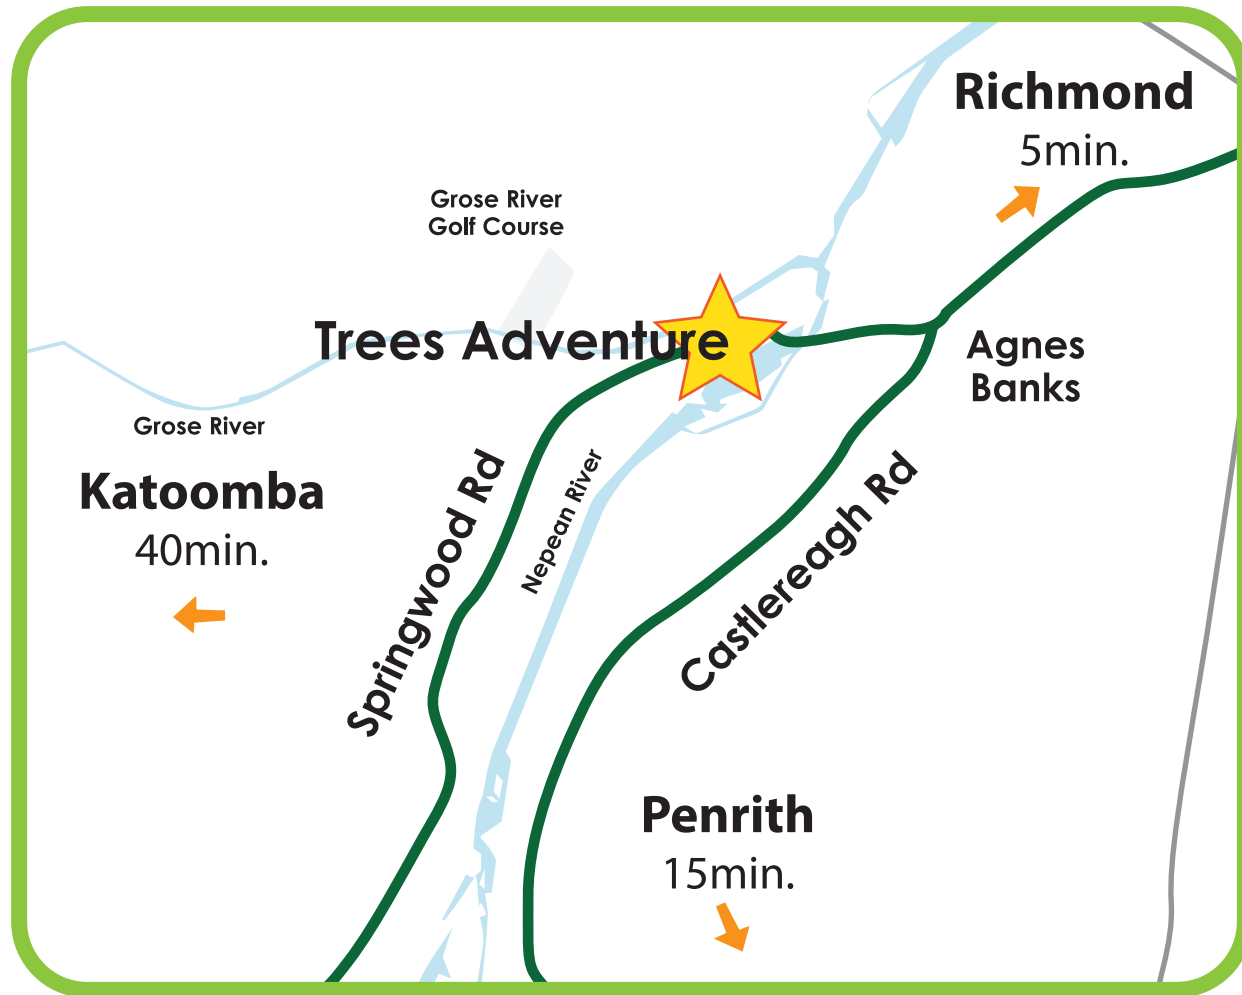 Richmond
5min.
Grose River
Golf Course
Trees Adventure
Agnes
Banks
Grose River
Katoomba
40min.
Springwood Rd
Nepean River
Castlereagh Rd
Penrith
15min.